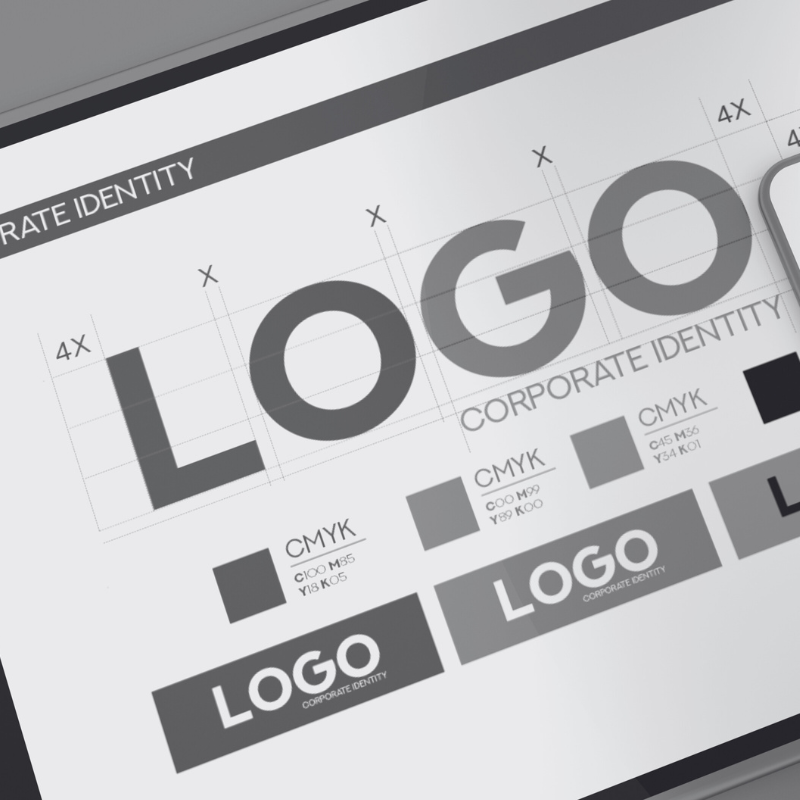 RATE IDENTITY
4X
X
X
X
4X
4
LOGO
CORPORATE IDENTITY
CMYK
C100 M85
Y18 K05
CMYK
C00 M99
Y89 K00
CMYK
C45 M36
Y34 K01
LOGO
CORPORATE IDENTITY
LOGO
CORPORATE IDENTITY
L